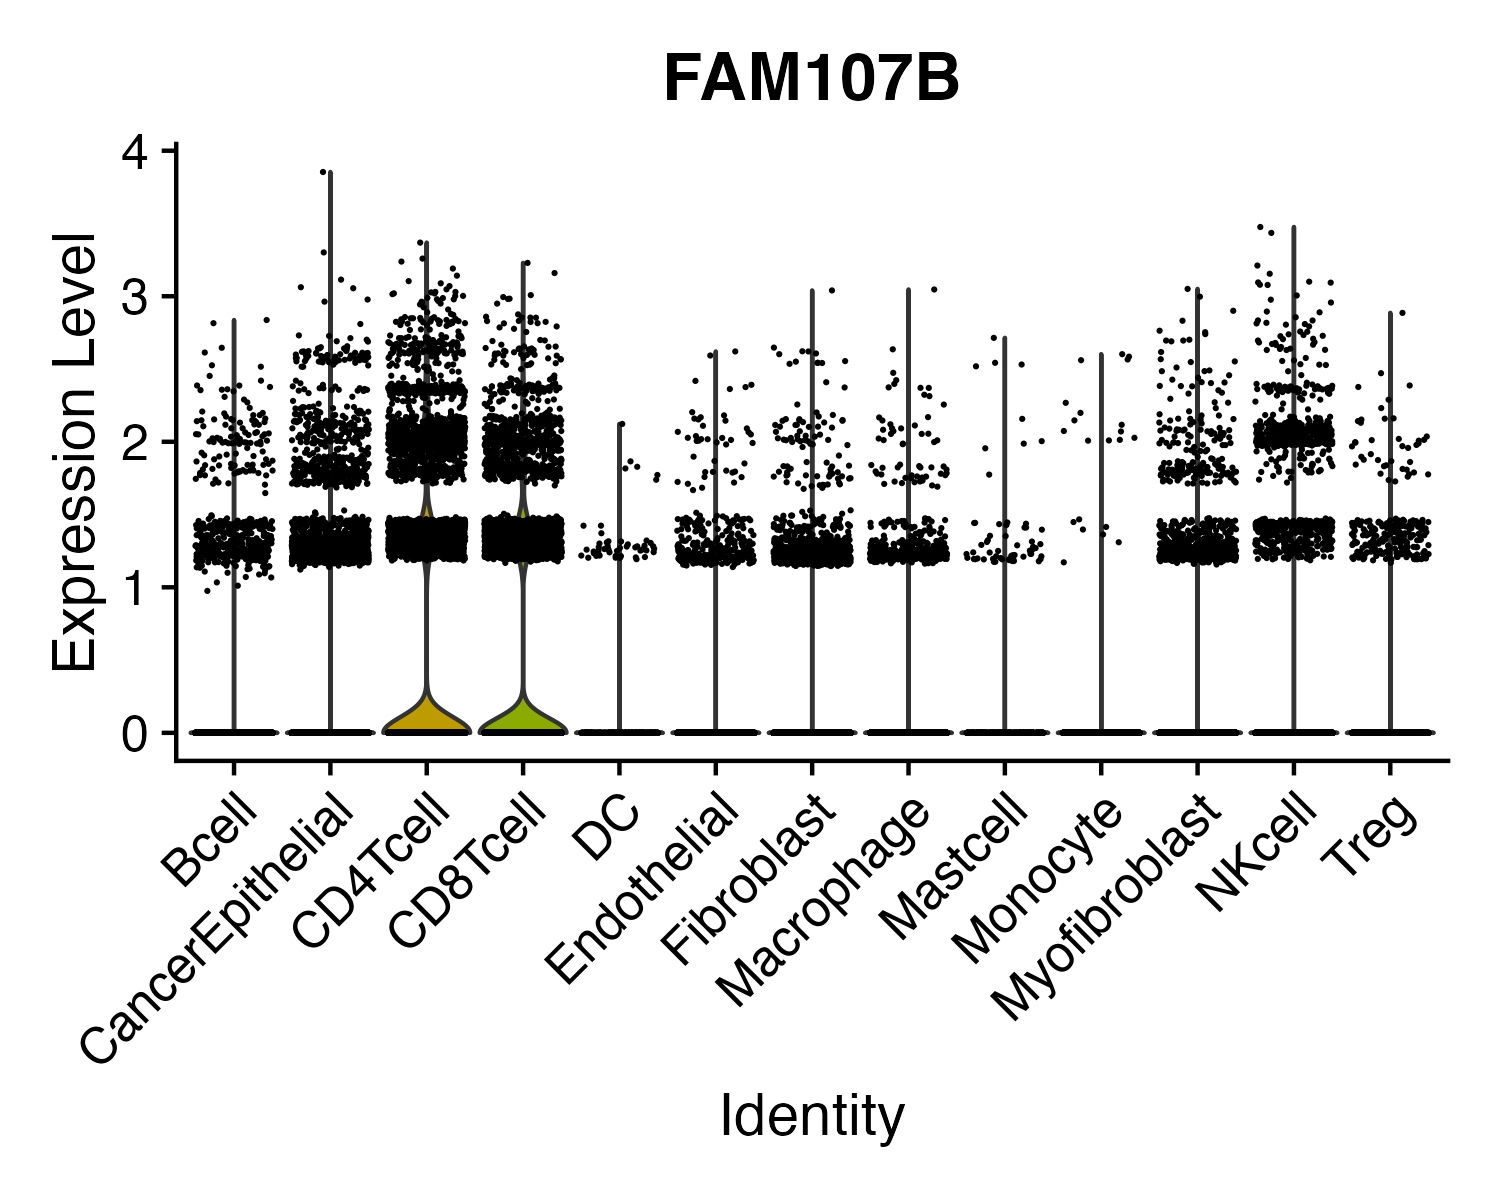 FAM107B
Expression Level
4
3
2
1
0
Bcell
CancerEpithelial
CD4Tcell
CD8Tcell
DC
Endothelial
Fibroblast
Macrophage
Mastcell
Monocyte
Myofibroblast
NKcell
Treg
Identity